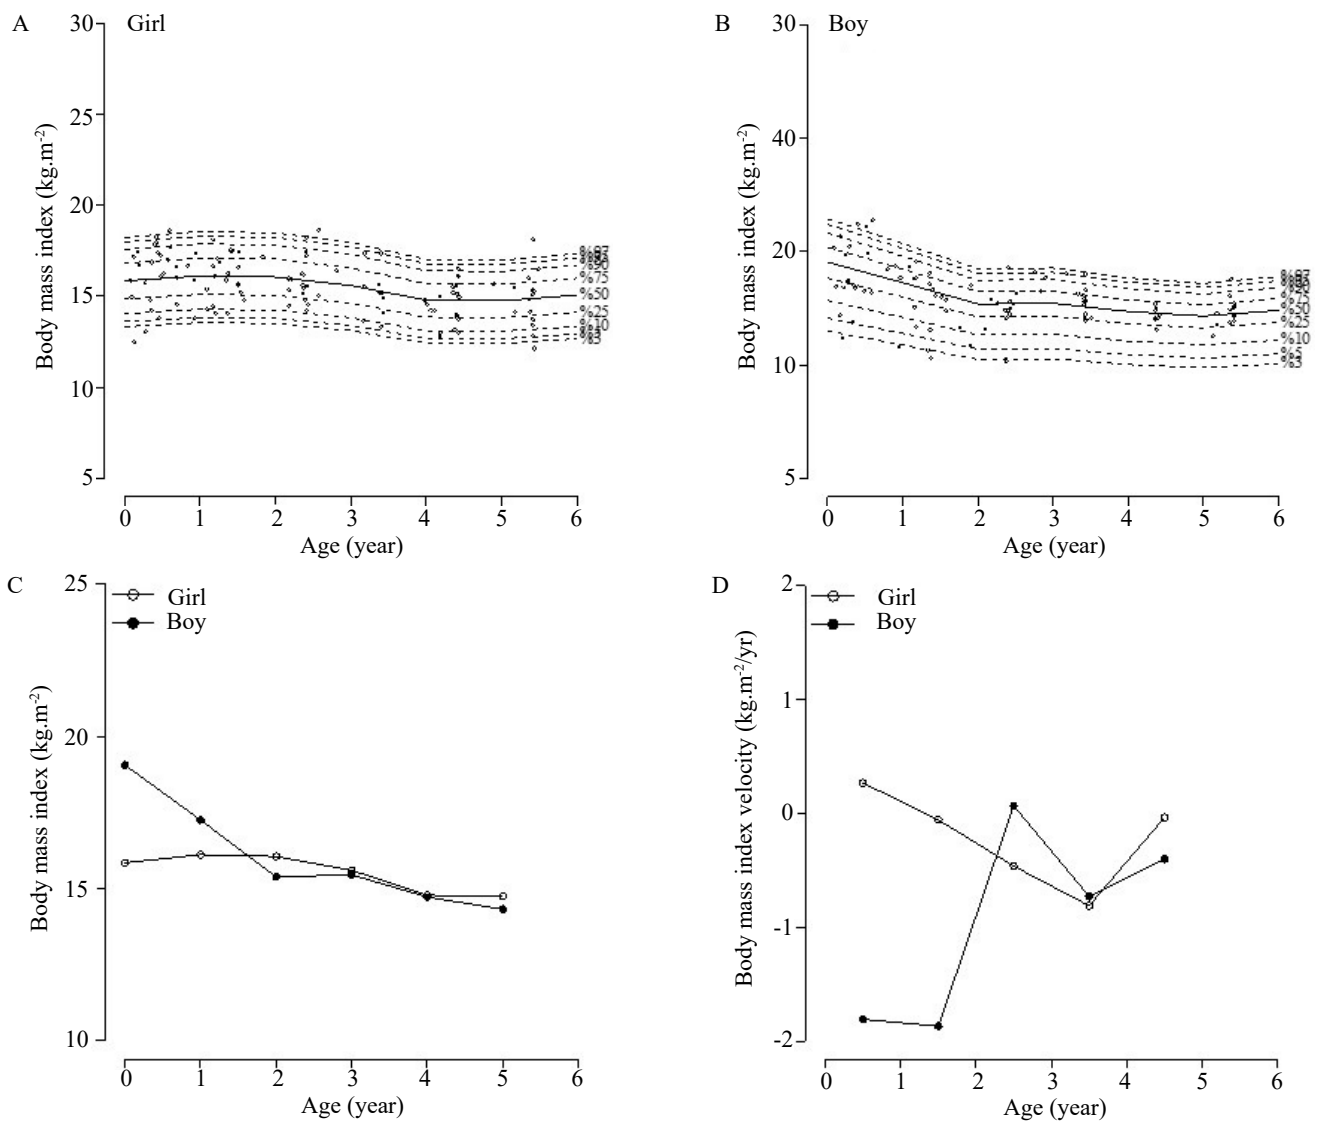 A
Girl
30
25
20
15
10
5
Body mass index (kg.m-2)
%97
%90
%75
%50
%25
%10
%3
0 1 2 3 4 5 6
Age (year)
B
Boy
30
40
20
10
5
Body mass index (kg.m-2)
%97
%90
%75
%50
%25
%10
%5
%3
0 1 2 3 4 5 6
Age (year)
C
Girl
Boy
25
20
15
10
Body mass index (kg.m-2)
0 1 2 3 4 5 6
Age (year)
D
Girl
Boy
2
1
0
-1
-2
Body mass index velocity (kg.m-2/yr)
0 1 2 3 4 5 6
Age (year)